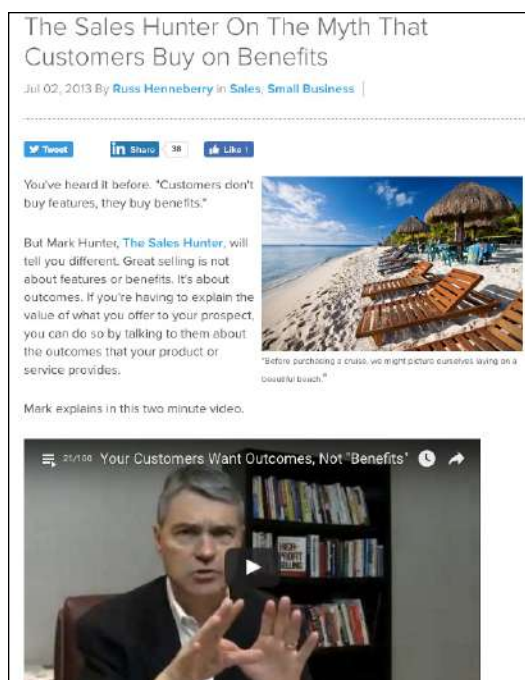 The Sales Hunter On The Myth That
Customers Buy on Benefits
Jul 02, 2013 By Russ Henneberry in Sales, Small Business
Tweet
in Share
38
Like 1
You've heard it before. "Customers don't
buy features, they buy benefits."
But Mark Hunter, The Sales Hunter, will
tell you different. Great selling is not
about features or benefits. It's about
outcomes. If you're having to explain the
value of what you offer to your prospect,
you can do so by talking to them about
the outcomes that your product or
service provides.
"Before purchasing a cruise, we might picture ourselves laying on a
beautiful beach."
Mark explains in this two minute video.
21/100 Your Customers Want Outcomes, Not "Benefits"
HIGH-
PROFIT
SELLING